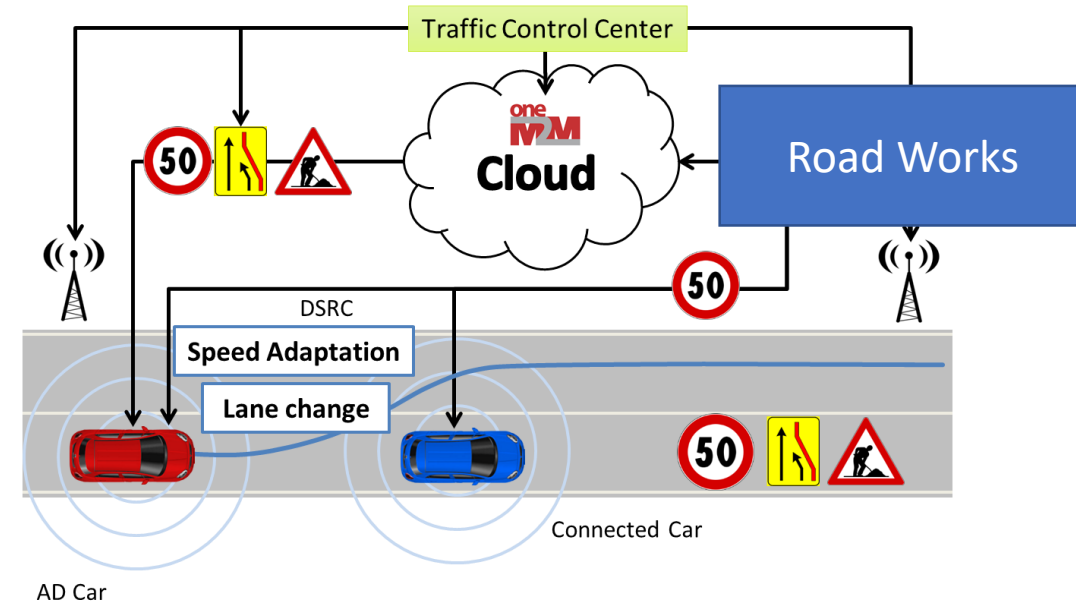 Traffic Control Center
one
M2M
Cloud
Road Works
50
50
DSRC
Speed Adaptation
Lane change
50
Connected Car
AD Car